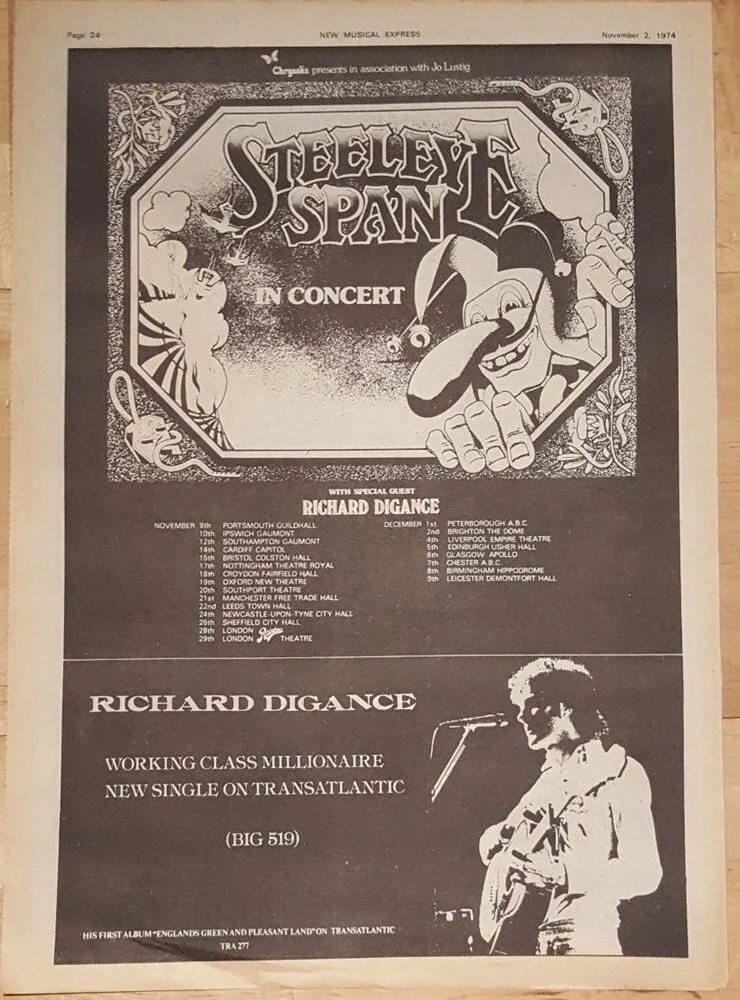 Page 24
NEW MUSICAL EXPRESS
November 2, 1974
Chrysalis presents in association with Jo Lustig
STEELEYE
SPAN
IN CONCERT
WITH SPECIAL GUEST
RICHARD DIGANCE
NOVEMBER 9th PORTSMOUTH GUILDHALL
10th IPSWICH GAUMONT
12th SOUTHAMPTON GAUMONT
14th CARDIFF CAPITOL
15th BRISTOL COLSTON HALL
17th NOTTINGHAM THEATRE ROYAL
18th CROYDON FAIRFIELD HALL
19th OXFORD NEW THEATRE
20th SOUTHPORT THEATRE
21st MANCHESTER FREE TRADE HALL
22nd LEEDS TOWN HALL
24th NEWCASTLE-UPON-TYNE CITY HALL
26th SHEFFIELD CITY HALL
28th LONDON
29th LONDON Rainbow THEATRE
DECEMBER 1st PETERBOROUGH A.B.C.
2nd BRIGHTON THE DOME
4th LIVERPOOL EMPIRE THEATRE
5th EDINBURGH USHER HALL
6th GLASGOW APOLLO
7th CHESTER A.B.C.
8th BIRMINGHAM HIPPODROME
9th LEICESTER DEMONTFORT HALL
RICHARD DIGANCE
WORKING CLASS MILLIONAIRE
NEW SINGLE ON TRANSATLANTIC
(BIG 519)
HIS FIRST ALBUM "ENGLANDS GREEN AND PLEASANT LAND" ON TRANSATLANTIC
TRA 277